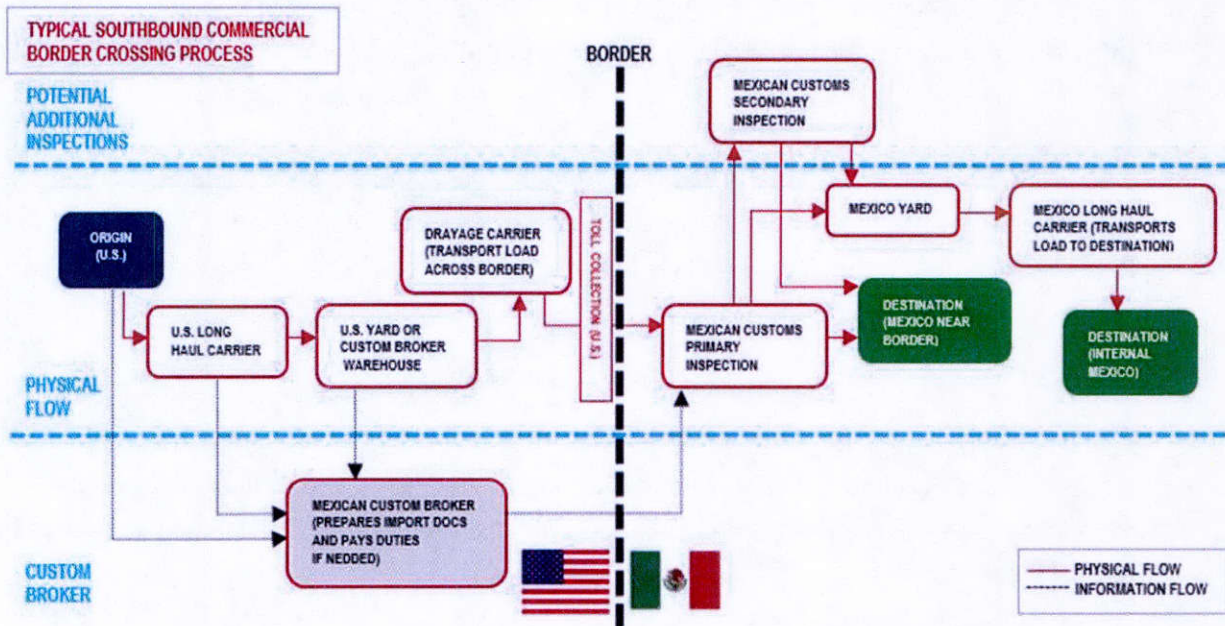 TYPICAL SOUTHBOUND COMMERCIAL
BORDER CROSSING PROCESS
BORDER
POTENTIAL
ADDITIONAL
INSPECTIONS
MEXICAN CUSTOMS
SECONDARY
INSPECTION
ORIGIN
(U.S.)
DRAYAGE CARRIER
(TRANSPORT LOAD
ACROSS BORDER)
TOLL COLLECTION (U.S.)
MEXICO YARD
MEXICO LONG HAUL
CARRIER (TRANSPORTS
LOAD TO DESTINATION)
U.S. LONG
HAUL CARRIER
U.S. YARD OR
CUSTOM BROKER
WAREHOUSE
MEXICAN CUSTOMS
PRIMARY
INSPECTION
DESTINATION
(MEXICO NEAR
BORDER)
DESTINATION
(INTERNAL
MEXICO)
PHYSICAL
FLOW
MEXICAN CUSTOM BROKER
(PREPARES IMPORT DOCS
AND PAYS DUTIES
IF NEDDED)
CUSTOM
BROKER
PHYSICAL FLOW
INFORMATION FLOW